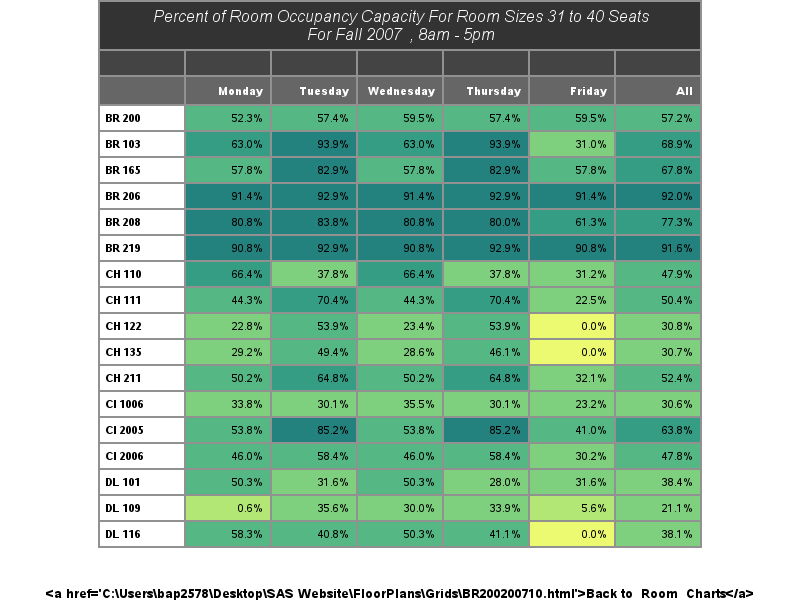 Percent of Room Occupancy Capacity For Room Sizes 31 to 40 Seats
For Fall 2007 , 8am - 5pm
Monday Tuesday Wednesday Thursday Friday All
BR 200 52.3% 57.4% 59.5% 57.4% 59.5% 57.2%
BR 103 63.0% 93.9% 63.0% 93.9% 31.0% 68.9%
BR 165 57.8% 82.9% 57.8% 82.9% 57.8% 67.8%
BR 206 91.4% 92.9% 91.4% 92.9% 91.4% 92.0%
BR 208 80.8% 83.8% 80.8% 80.0% 61.3% 77.3%
BR 219 90.8% 92.9% 90.8% 92.9% 90.8% 91.6%
CH 110 66.4% 37.8% 66.4% 37.8% 31.2% 47.9%
CH 111 44.3% 70.4% 44.3% 70.4% 22.5% 50.4%
CH 122 22.8% 53.9% 23.4% 53.9% 0.0% 30.8%
CH 135 29.2% 49.4% 28.6% 46.1% 0.0% 30.7%
CH 211 50.2% 64.8% 50.2% 64.8% 32.1% 52.4%
CI 1006 33.8% 30.1% 35.5% 30.1% 23.2% 30.6%
CI 2005 53.8% 85.2% 53.8% 85.2% 41.0% 63.8%
CI 2006 46.0% 58.4% 46.0% 58.4% 30.2% 47.8%
DL 101 50.3% 31.6% 50.3% 28.0% 31.6% 38.4%
DL 109 0.6% 35.6% 30.0% 33.9% 5.6% 21.1%
DL 116 58.3% 40.8% 50.3% 41.1% 0.0% 38.1%
<a href='C:\Users\bap2578\Desktop\SAS Website\FloorPlans\Grids\BR200200710.html'>Back to Room Charts</a>